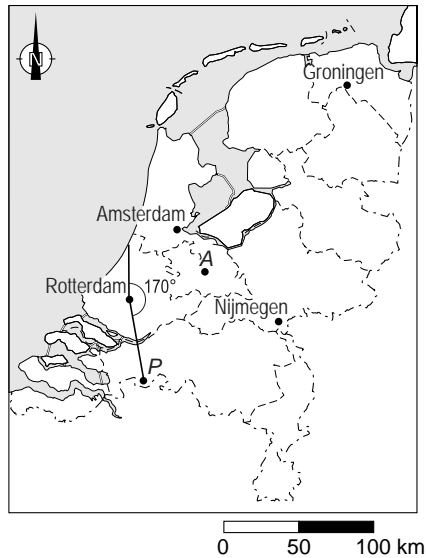 N
Groningen
Amsterdam
A
Rotterdam
170°
Nijmegen
P
0 50 100 km